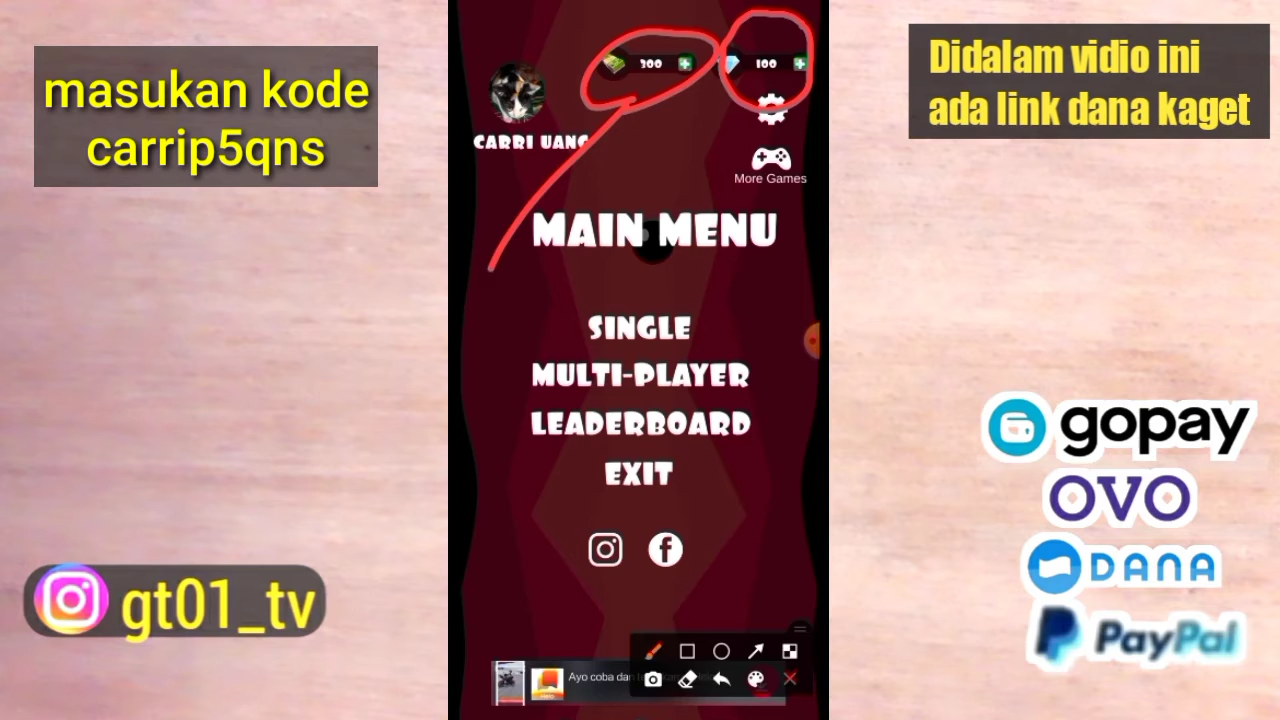 masukan kode
carrip5qns
Didalam vidio ini
ada link dana kaget
300
100
CARRI UANG
More Games
MAIN MENU
SINGLE
MULTI-PLAYER
LEADERBOARD
EXIT
gopay
OVO
DANA
PayPal
gt01_tv
Ayo coba dan